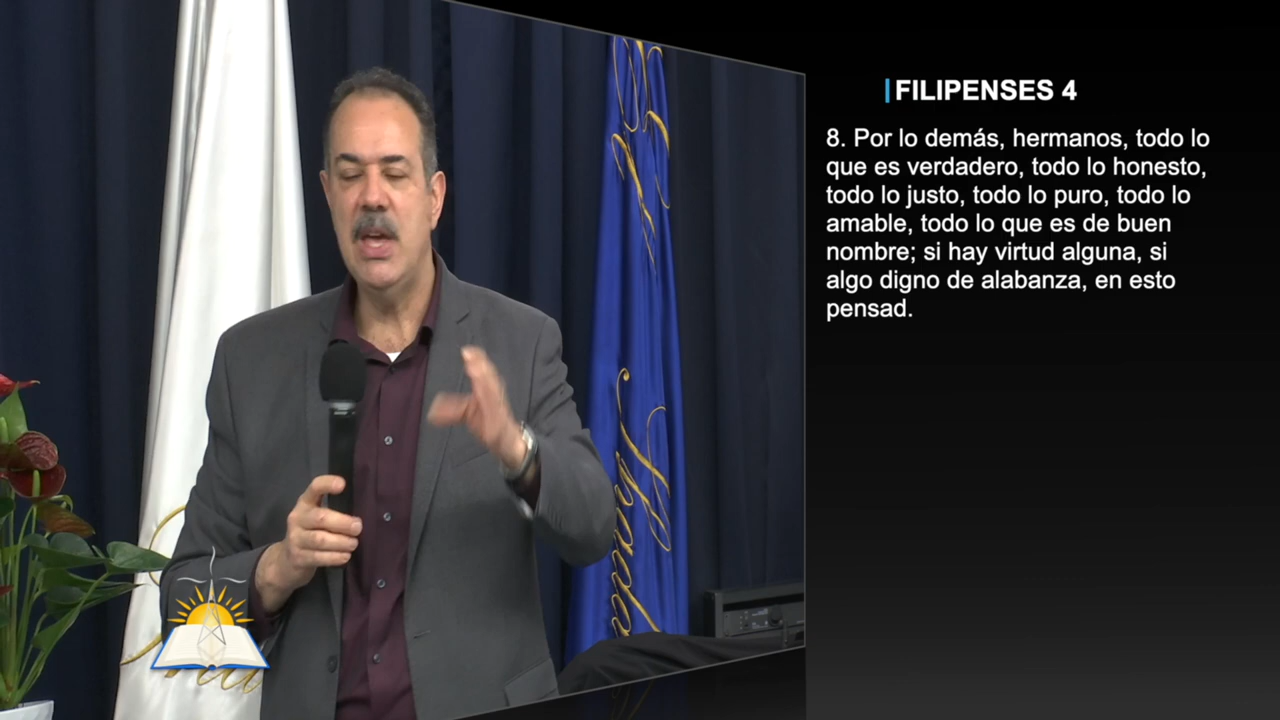 FILIPENSES 4
8. Por lo demás, hermanos, todo lo
que es verdadero, todo lo honesto,
todo lo justo, todo lo puro, todo lo
amable, todo lo que es de buen
nombre; si hay virtud alguna, si
algo digno de alabanza, en esto
pensad.